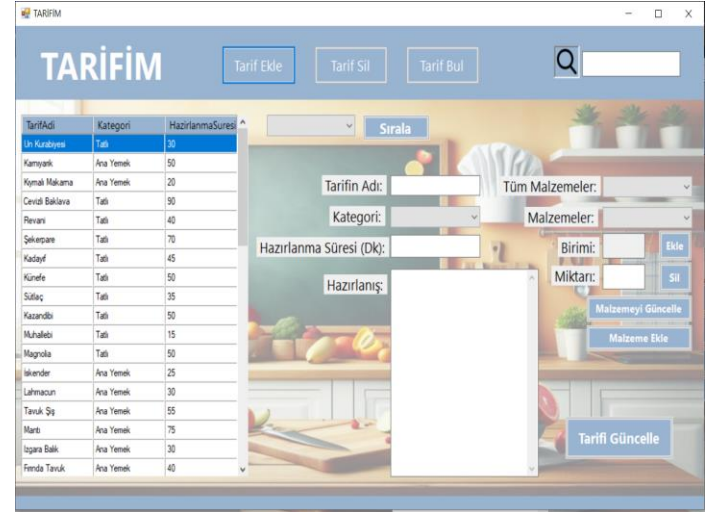 TARİFİM
TARİFİM
Tarif Ekle
Tarif Sil
Tarif Bul
TarifAdi Kategori HazirlanmaSuresi
Un Kurabiyesi Tatlı 30
Karnıyarık Ana Yemek 50
Kıymalı Makarna Ana Yemek 20
Cevizli Baklava Tatlı 90
Revani Tatlı 40
Şekerpare Tatlı 70
Kadayıf Tatlı 45
Künefe Tatlı 50
Sütlaç Tatlı 35
Kazandibi Tatlı 50
Muhallebi Tatlı 15
Magnolia Tatlı 50
İskender Ana Yemek 25
Lahmacun Ana Yemek 30
Tavuk Şiş Ana Yemek 55
Mantı Ana Yemek 75
Izgara Balık Ana Yemek 30
Fırında Tavuk Ana Yemek 40
Sırala
Tarifin Adı:
Kategori:
Hazırlanma Süresi (Dk):
Hazırlanış:
Tüm Malzemeler:
Malzemeler:
Birimi:
Ekle
Miktarı:
Sil
Malzemeyi Güncelle
Malzeme Ekle
Tarifi Güncelle